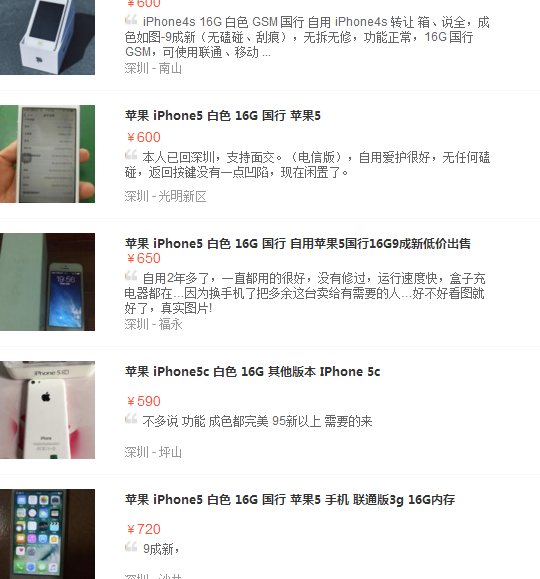 ￥600
iPhone4s 16G 白色 GSM 国行 自用 iPhone4s 转让 箱、说全，成
色如图-9成新（无磕碰、刮痕），无拆无修，功能正常，16G 国行
GSM，可使用联通、移动 ...
深圳 - 南山
苹果 iPhone5 白色 16G 国行 苹果5
￥600
本人已回深圳，支持面交。（电信版），自用爱护很好，无任何磕
碰，返回按键没有一点凹陷，现在闲置了。
深圳 - 光明新区
苹果 iPhone5 白色 16G 国行 自用苹果5国行16G9成新低价出售
￥650
自用2年多了，一直都用的很好，没有修过，运行速度快，盒子充
电器都在…因为换手机了把多余这台卖给有需要的人…好不好看图就
好了，真实图片!
深圳 - 福永
苹果 iPhone5c 白色 16G 其他版本 IPhone 5c
￥590
不多说 功能 成色都完美 95新以上 需要的来
深圳 - 坪山
苹果 iPhone5 白色 16G 国行 苹果5 手机 联通版3g 16G内存
￥720
9成新，
深圳 - 沙井